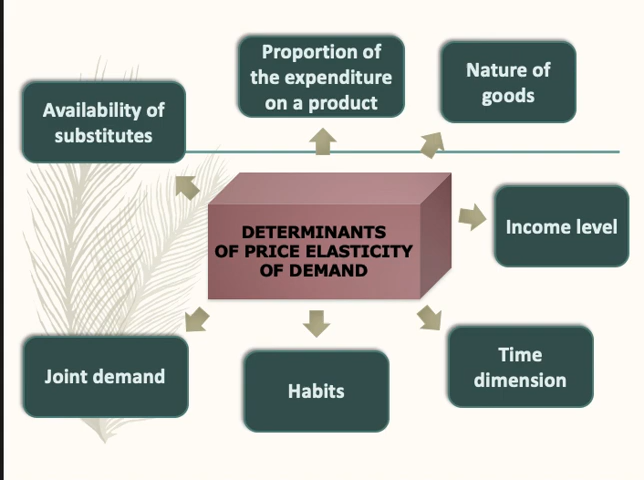 Proportion of
the expenditure
on a product
Nature of
goods
Availability of
substitutes
DETERMINANTS
OF PRICE ELASTICITY
OF DEMAND
Income level
Joint demand
Habits
Time
dimension